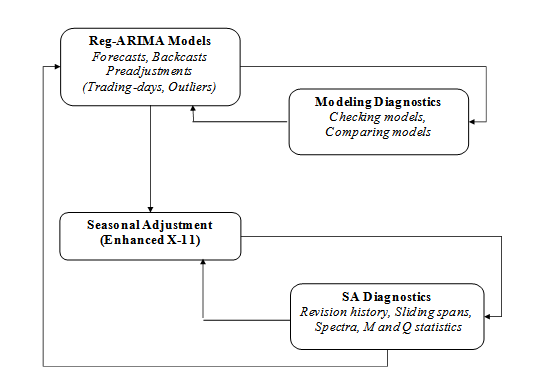 Reg-ARIMA Models
Forecasts, Backcasts
Preadjustments
(Trading-days, Outliers)
Modeling Diagnostics
Checking models,
Comparing models
Seasonal Adjustment
(Enhanced X-11)
SA Diagnostics
Revision history, Sliding spans,
Spectra, M and Q statistics